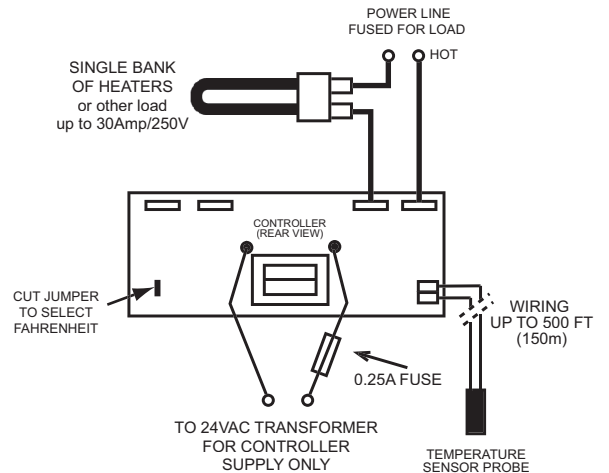 POWER LINE
FUSED FOR LOAD
HOT
SINGLE BANK
OF HEATERS
or other load
up to 30Amp/250V
CONTROLLER
(REAR VIEW)
CUT JUMPER
TO SELECT
FAHRENHEIT
WIRING
UP TO 500 FT
(150m)
0.25A FUSE
TO 24VAC TRANSFORMER
FOR CONTROLLER
SUPPLY ONLY
TEMPERATURE
SENSOR PROBE